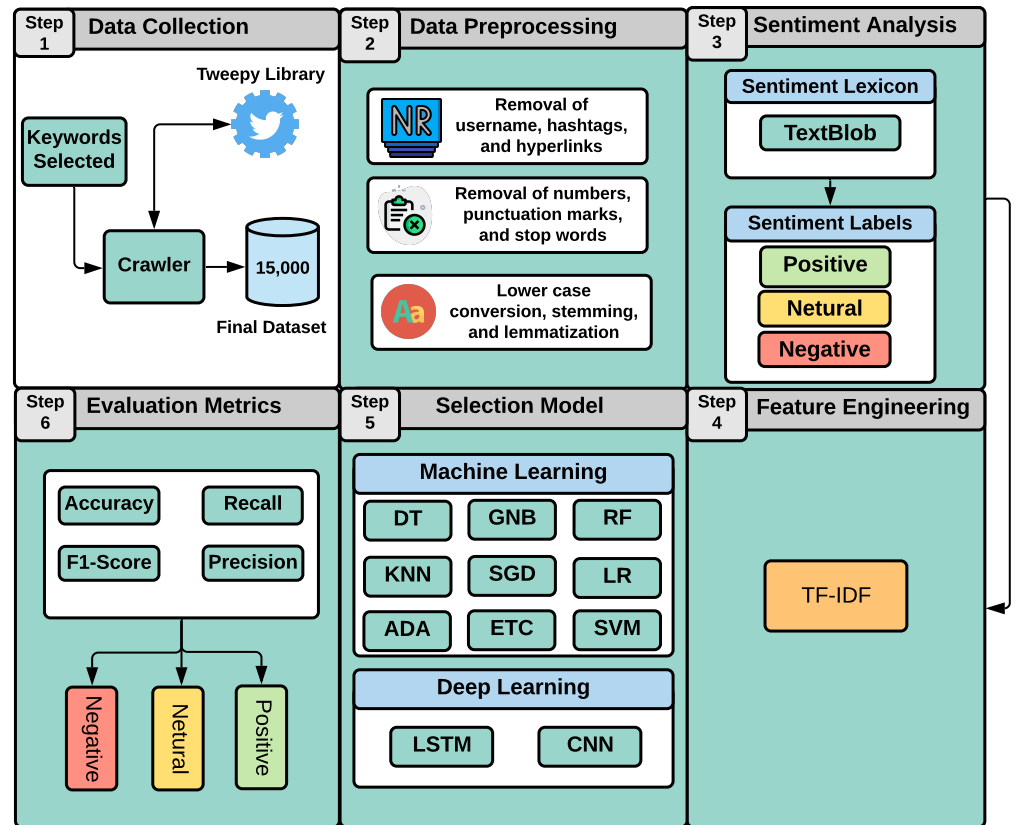 Step
1
Data Collection
Tweepy Library
Keywords
Selected
Crawler
15,000
Final Dataset
Step
2
Data Preprocessing
NR
Removal of
username, hashtags,
and hyperlinks
Removal of numbers,
punctuation marks,
and stop words
Aa
Lower case
conversion, stemming,
and lemmatization
Step
3
Sentiment Analysis
Sentiment Lexicon
TextBlob
Sentiment Labels
Positive
Netural
Negative
Step
4
Feature Engineering
TF-IDF
Step
5
Selection Model
Machine Learning
DT
GNB
RF
KNN
SGD
LR
ADA
ETC
SVM
Deep Learning
LSTM
CNN
Step
6
Evaluation Metrics
Accuracy
Recall
F1-Score
Precision
Negative
Netural
Positive